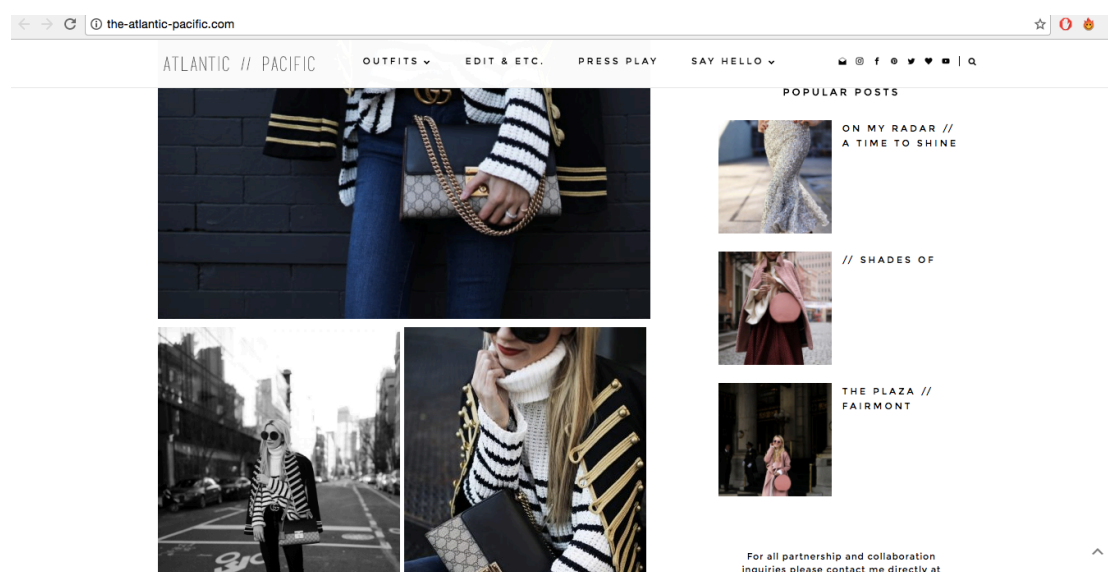 the-atlantic-pacific.com
ATLANTIC // PACIFIC
OUTFITS
EDIT & ETC.
PRESS PLAY
SAY HELLO
POPULAR POSTS
ON MY RADAR //
A TIME TO SHINE
// SHADES OF
THE PLAZA //
FAIRMONT
For all partnership and collaboration
inquiries please contact me directly at